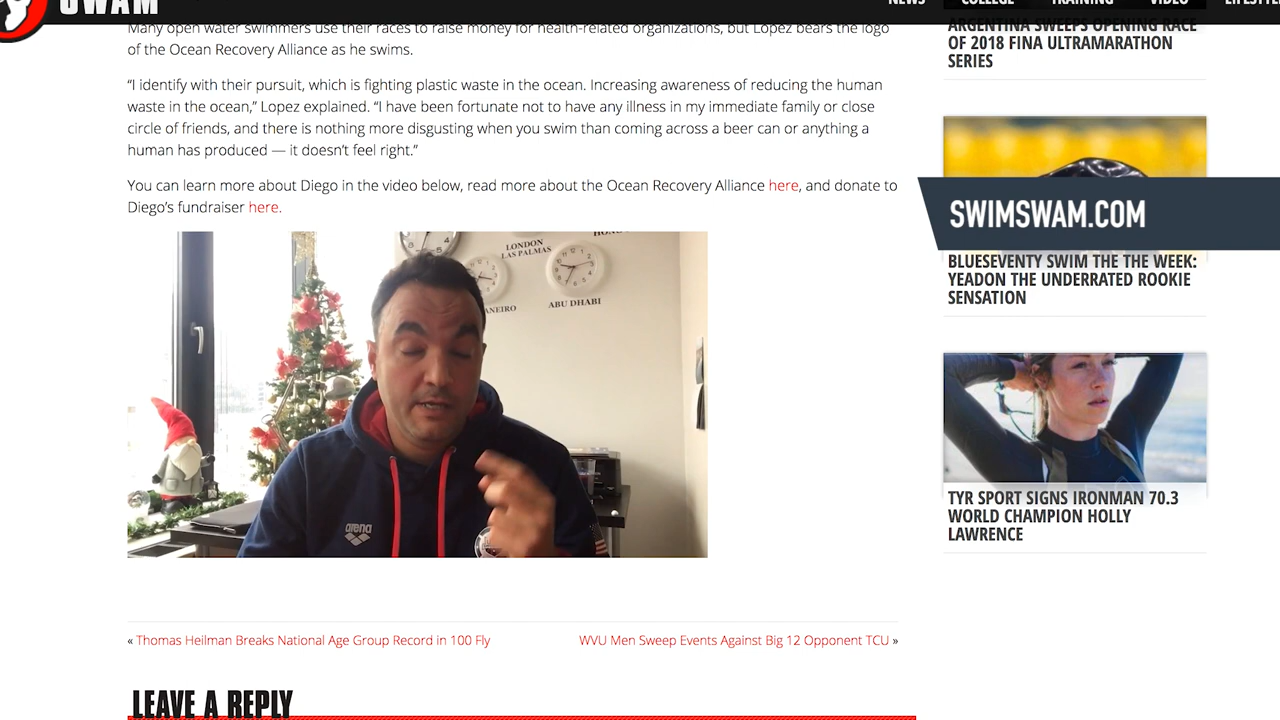 SWAM
NEWS
COLLEGE
TRAINING
VIDEO
Many open water swimmers use their races to raise money for health-related organizations, but Lopez bears the logo
of the Ocean Recovery Alliance as he swims.
“I identify with their pursuit, which is fighting plastic waste in the ocean. Increasing awareness of reducing the human
waste in the ocean,” Lopez explained. “I have been fortunate not to have any illness in my immediate family or close
circle of friends, and there is nothing more disgusting when you swim than coming across a beer can or anything a
human has produced — it doesn’t feel right.”
You can learn more about Diego in the video below, read more about the Ocean Recovery Alliance here, and donate to
Diego’s fundraiser here.
LONDON
LAS PALMAS
ANEIRO
ABU DHABI
arena
« Thomas Heilman Breaks National Age Group Record in 100 Fly
WVU Men Sweep Events Against Big 12 Opponent TCU »
LEAVE A REPLY
ARGENTINA SWEEPS OPENING RACE
OF 2018 FINA ULTRAMARATHON
SERIES
SWIMSWAM.COM
BLUESEVENTY SWIM THE THE WEEK:
YEADON THE UNDERRATED ROOKIE
SENSATION
TYR SPORT SIGNS IRONMAN 70.3
WORLD CHAMPION HOLLY
LAWRENCE